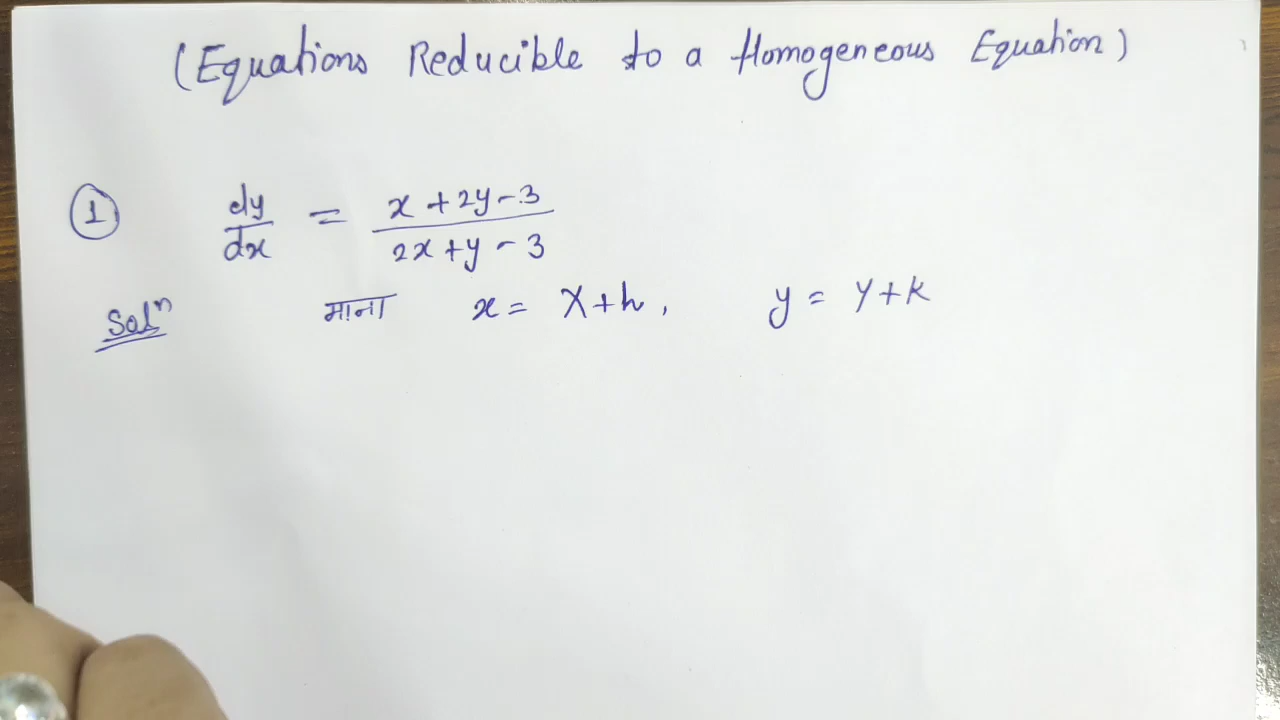 (Equations Reducible to a Homogeneous Equation)
① dy/dx = (x + 2y - 3)/(2x + y - 3)
Solⁿ माना x = X + h, y = Y + k